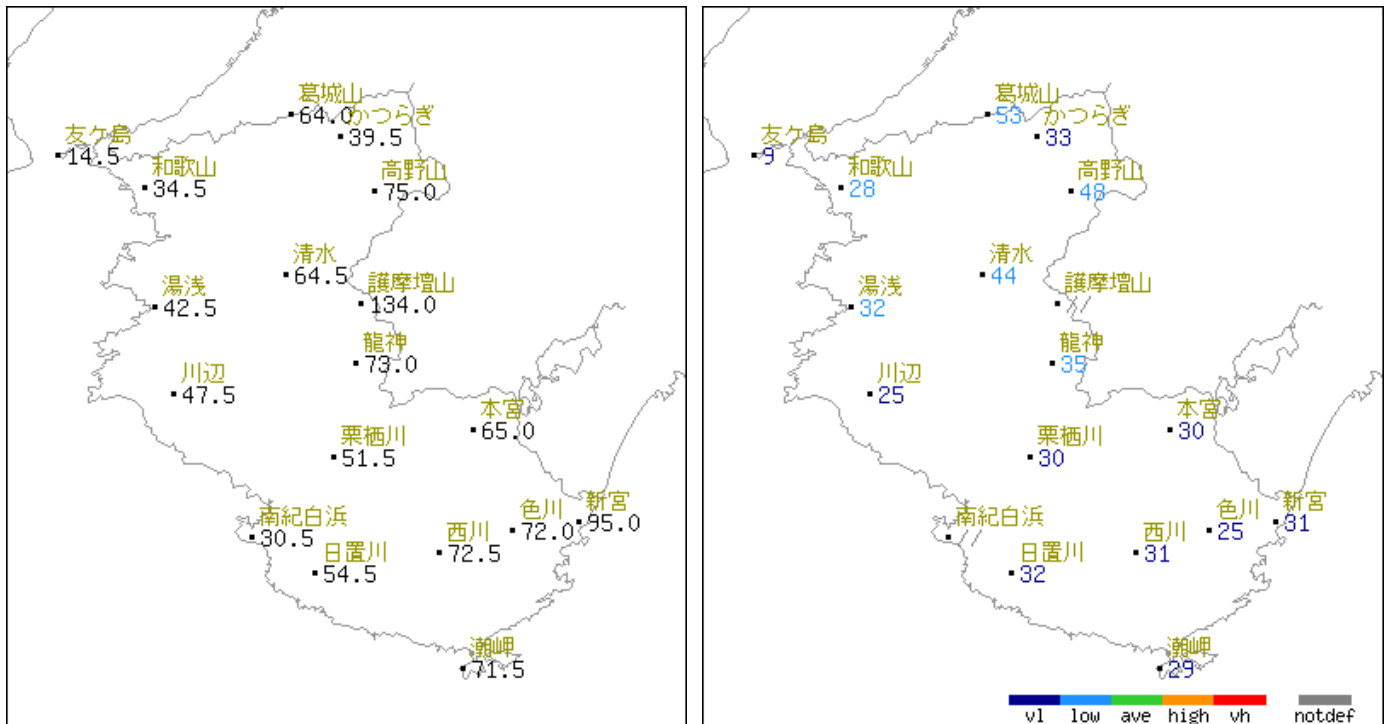 葛城山
64.0
かつらぎ
39.5
友ケ島
14.5
和歌山
34.5
高野山
75.0
清水
64.5
湯浅
42.5
護摩壇山
134.0
龍神
73.0
川辺
47.5
本宮
65.0
栗栖川
51.5
南紀白浜
30.5
日置川
54.5
西川
72.5
色川
72.0
新宮
95.0
潮岬
71.5
葛城山
53
かつらぎ
33
友ケ島
9
和歌山
28
高野山
48
清水
44
湯浅
32
護摩壇山
//
龍神
35
川辺
25
本宮
30
栗栖川
30
南紀白浜
//
日置川
32
西川
31
色川
25
新宮
31
潮岬
29
vl low ave high vh notdef